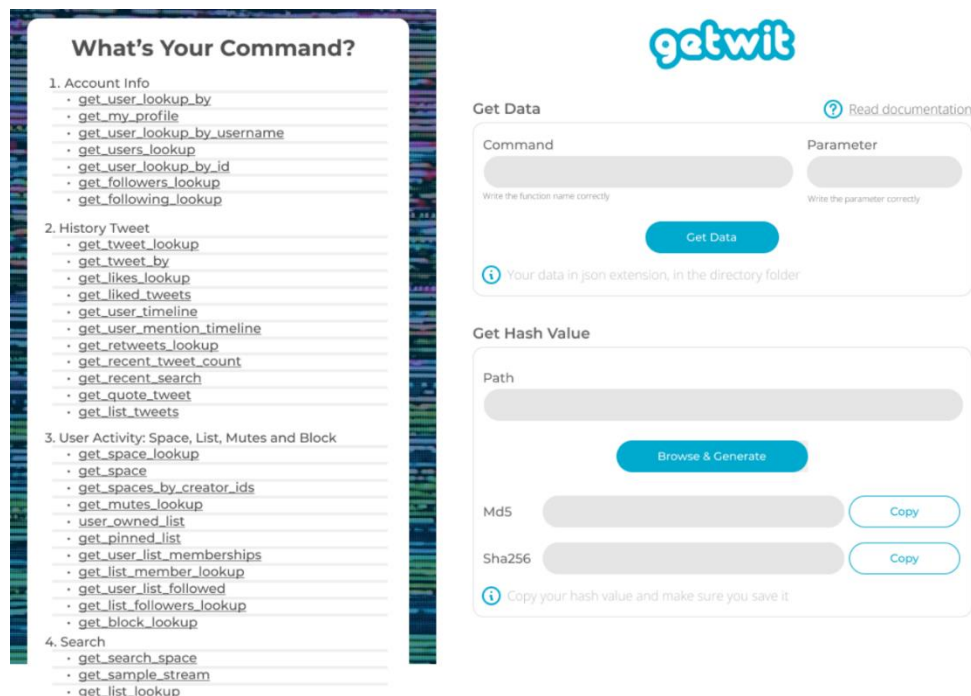 What's Your Command?
1. Account Info
• get_user_lookup_by
• get_my_profile
• get_user_lookup_by_username
• get_users_lookup
• get_user_lookup_by_id
• get_followers_lookup
• get_following_lookup
2. History Tweet
• get_tweet_lookup
• get_tweet_by
• get_likes_lookup
• get_liked_tweets
• get_user_timeline
• get_user_mention_timeline
• get_retweets_lookup
• get_recent_tweet_count
• get_recent_search
• get_quote_tweet
• get_list_tweets
3. User Activity: Space, List, Mutes and Block
• get_space_lookup
• get_space
• get_spaces_by_creator_ids
• get_mutes_lookup
• user_owned_list
• get_pinned_list
• get_user_list_memberships
• get_list_member_lookup
• get_user_list_followed
• get_list_followers_lookup
• get_block_lookup
4. Search
• get_search_space
• get_sample_stream
• get_list_lookup
getwit
Get Data
? Read documentation
Command
Parameter
Write the function name correctly
Write the parameter correctly
Get Data
i Your data in json extension, in the directory folder
Get Hash Value
Path
Browse & Generate
Md5
Copy
Sha256
Copy
i Copy your hash value and make sure you save it